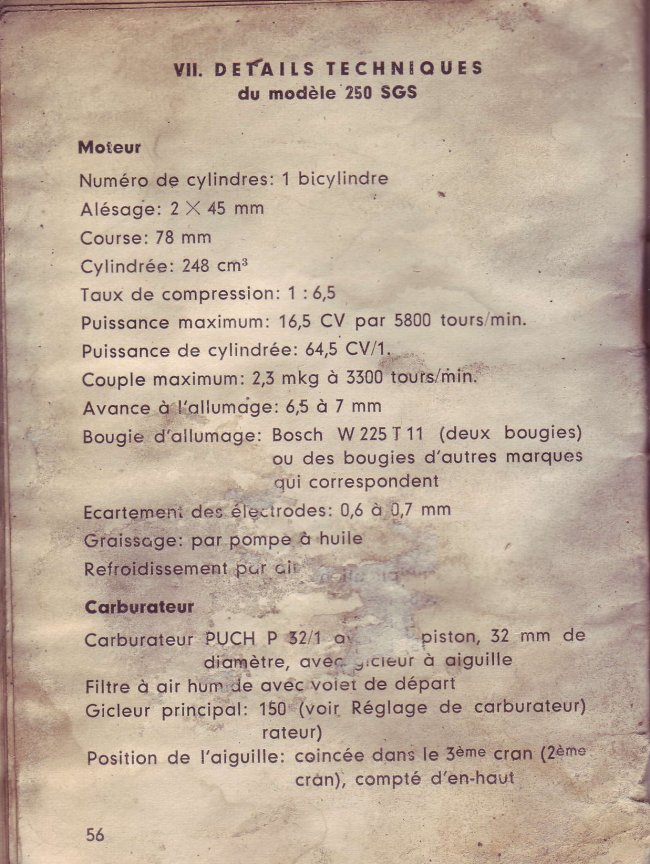 VII. DETAILS TECHNIQUES
du modèle 250 SGS
Moteur
Numéro de cylindres: 1 bicylindre
Alésage: 2 × 45 mm
Course: 78 mm
Cylindrée: 248 cm³
Taux de compression: 1 : 6,5
Puissance maximum: 16,5 CV par 5800 tours/min.
Puissance de cylindrée: 64,5 CV/1.
Couple maximum: 2,3 mkg à 3300 tours/min.
Avance à l'allumage: 6,5 à 7 mm
Bougie d'allumage: Bosch W 225 T 11 (deux bougies)
ou des bougies d'autres marques
qui correspondent
Ecartement des électrodes: 0,6 à 0,7 mm
Graissage: par pompe à huile
Refroidissement par air
Carburateur
Carburateur PUCH P 32/1 piston, 32 mm de
diamètre, avec gicleur à aiguille
Filtre à air humide avec volet de départ
Gicleur principal: 150 (voir Réglage de carburateur)
rateur)
Position de l'aiguille: coincée dans le 3ème cran (2ème
cran), compté d'en-haut
56